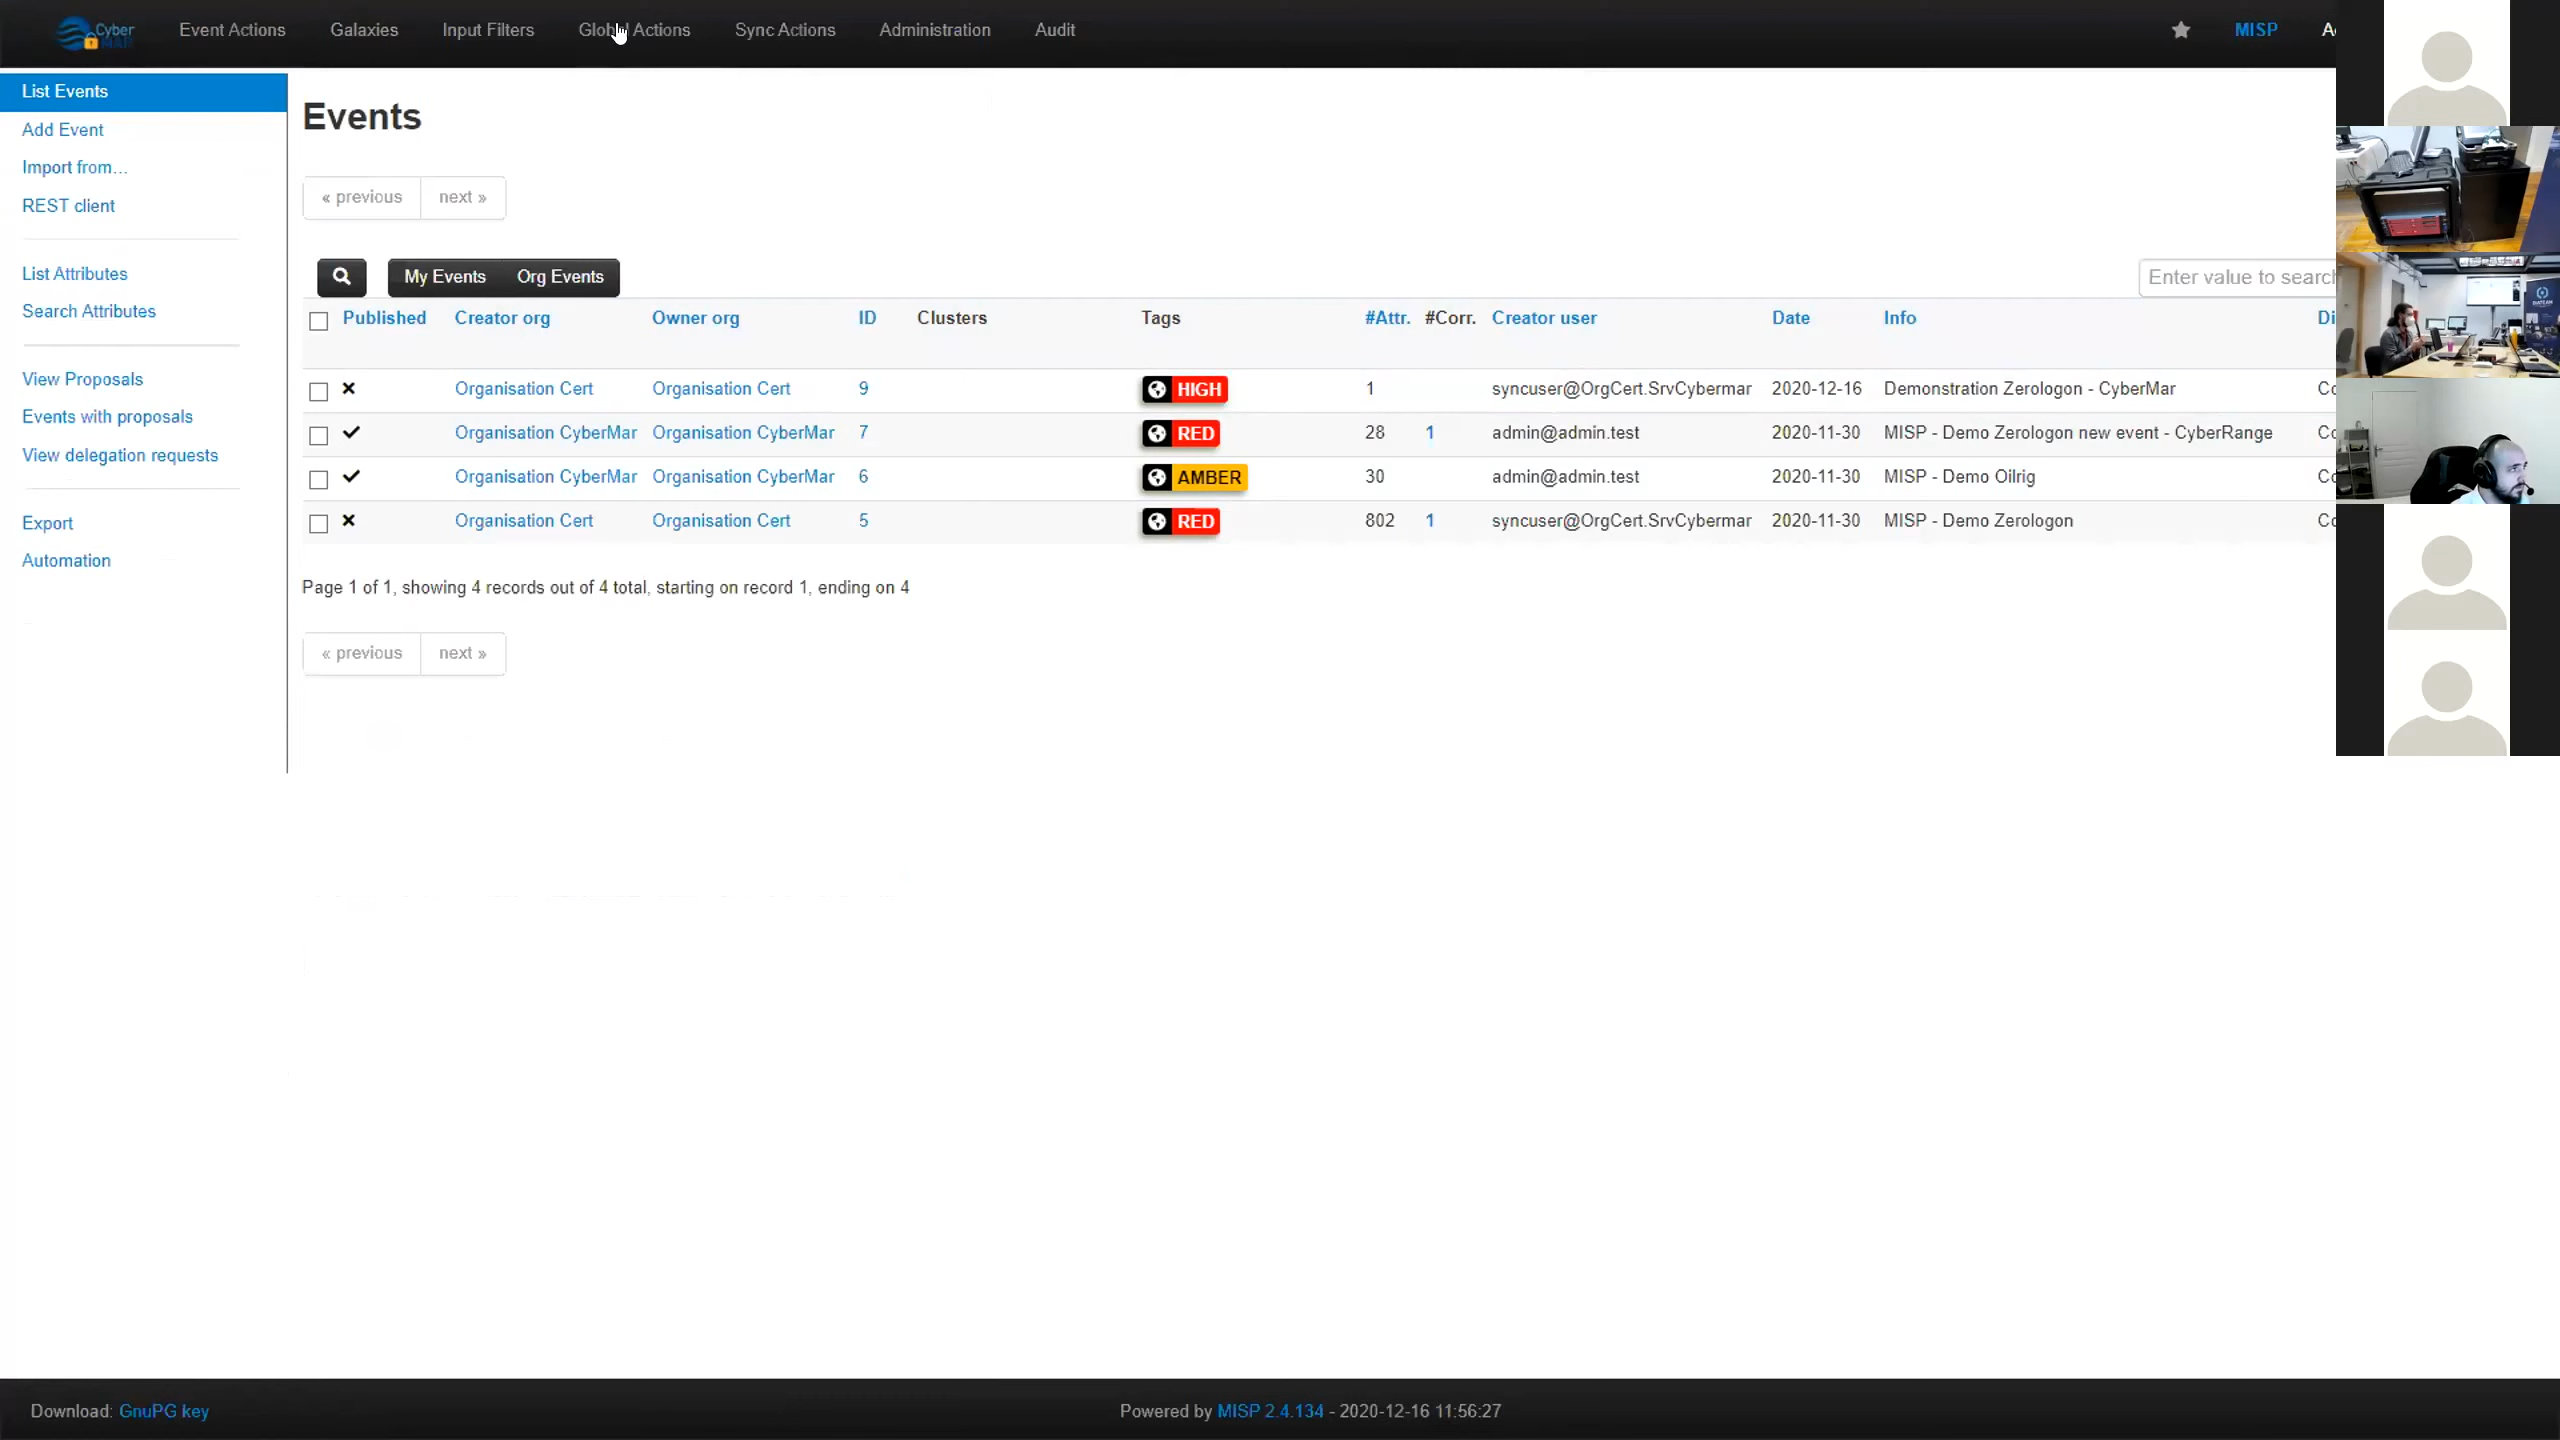 Cyber
MAR
Event Actions Galaxies Input Filters Global Actions Sync Actions Administration Audit MISP
List Events
Add Event
Import from...
REST client
List Attributes
Search Attributes
View Proposals
Events with proposals
View delegation requests
Export
Automation
Events
« previous next »
My Events Org Events Enter value to search
Published Creator org Owner org ID Clusters Tags #Attr. #Corr. Creator user Date Info
Organisation Cert Organisation Cert 9 HIGH 1 syncuser@OrgCert.SrvCybermar 2020-12-16 Demonstration Zerologon - CyberMar
Organisation CyberMar Organisation CyberMar 7 RED 28 1 admin@admin.test 2020-11-30 MISP - Demo Zerologon new event - CyberRange
Organisation CyberMar Organisation CyberMar 6 AMBER 30 admin@admin.test 2020-11-30 MISP - Demo Oilrig
Organisation Cert Organisation Cert 5 RED 802 1 syncuser@OrgCert.SrvCybermar 2020-11-30 MISP - Demo Zerologon
Page 1 of 1, showing 4 records out of 4 total, starting on record 1, ending on 4
« previous next »
Download: GnuPG key
Powered by MISP 2.4.134 - 2020-12-16 11:56:27